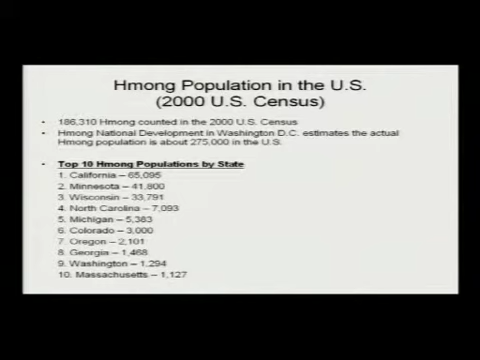 Hmong Population in the U.S.
(2000 U.S. Census)
• 186,310 Hmong counted in the 2000 U.S. Census
• Hmong National Development in Washington D.C. estimates the actual
Hmong population is about 275,000 in the U.S.
• Top 10 Hmong Populations by State
1. California – 65,095
2. Minnesota – 41,800
3. Wisconsin – 33,791
4. North Carolina – 7,093
5. Michigan – 5,383
6. Colorado – 3,000
7. Oregon – 2,101
8. Georgia – 1,468
9. Washington – 1,294
10. Massachusetts – 1,127